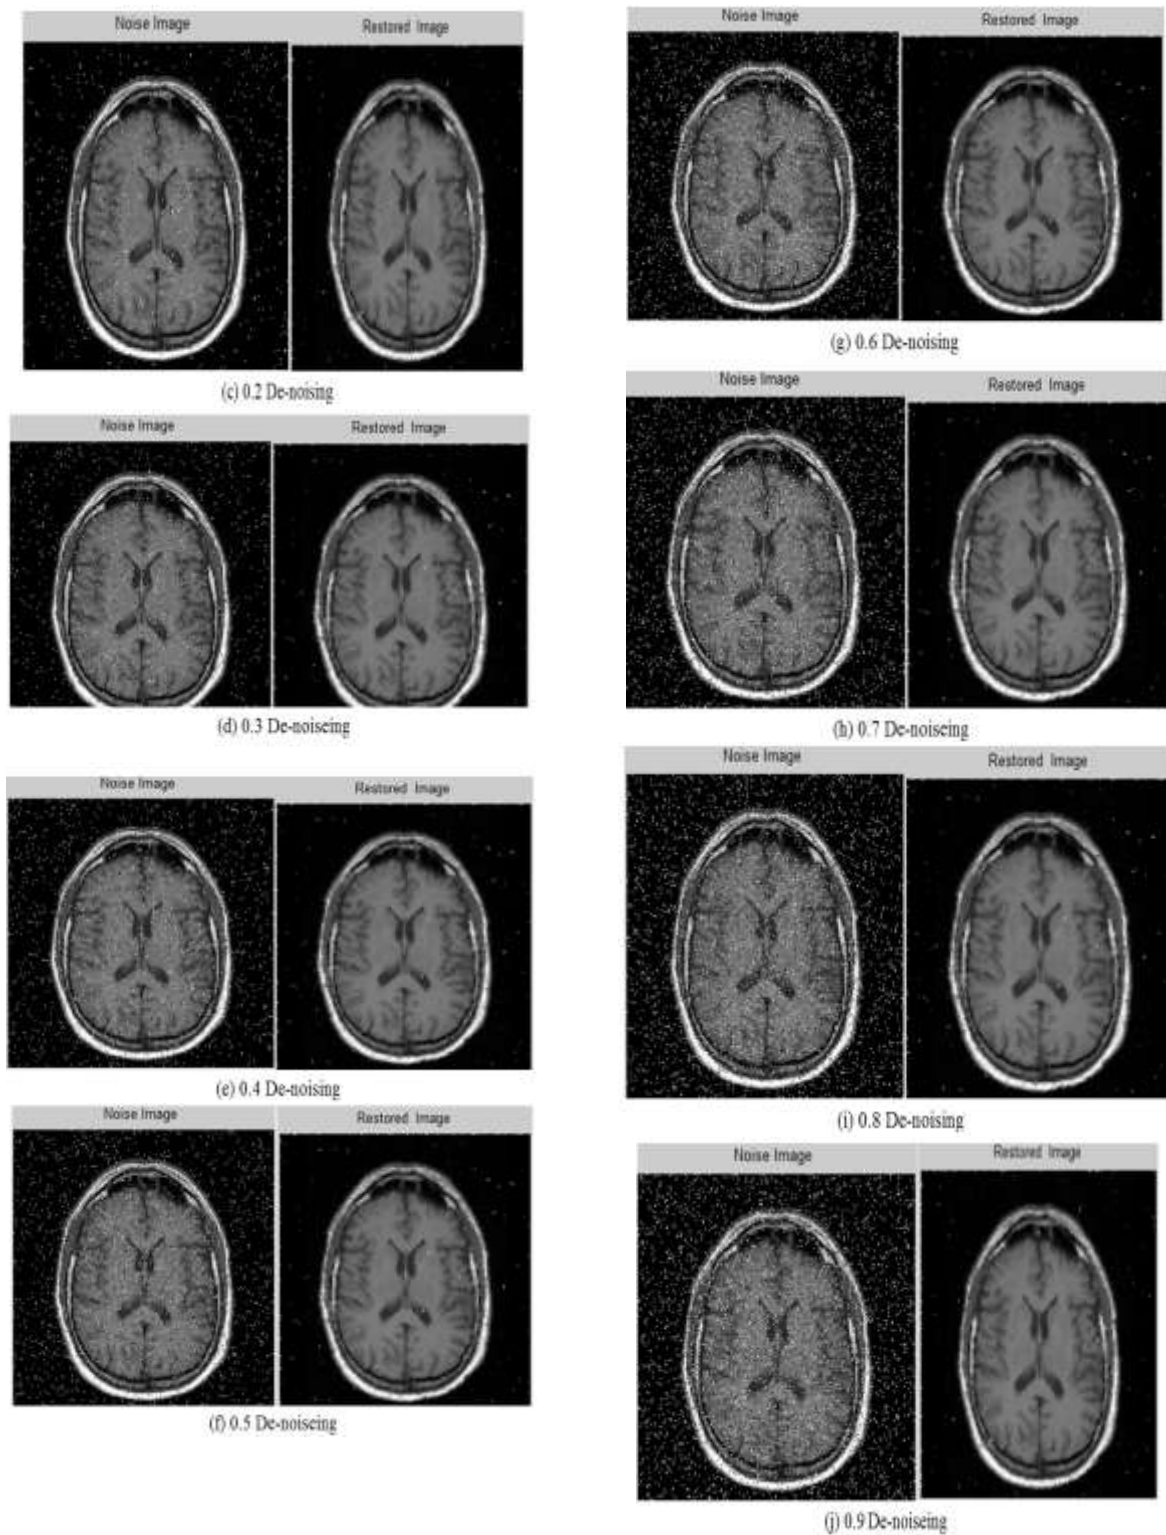 Noise Image Restored Image
(c) 0.2 De-noising
Noise Image Restored Image
(d) 0.3 De-noiseing
Noise Image Restored Image
(e) 0.4 De-noising
Noise Image Restored Image
(f) 0.5 De-noiseing
Noise Image Restored Image
(g) 0.6 De-noising
Noise Image Restored Image
(h) 0.7 De-noiseing
Noise Image Restored Image
(i) 0.8 De-noising
Noise Image Restored Image
(j) 0.9 De-noiseing